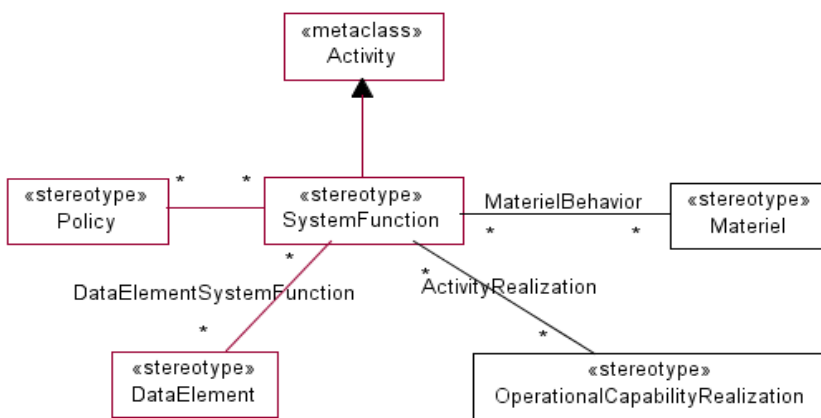 «metaclass»
Activity
«stereotype»
Policy
*
*
«stereotype»
SystemFunction
MaterielBehavior
*
*
«stereotype»
Materiel
*
DataElementSystemFunction
*
*
ActivityRealization
*
«stereotype»
DataElement
«stereotype»
OperationalCapabilityRealization